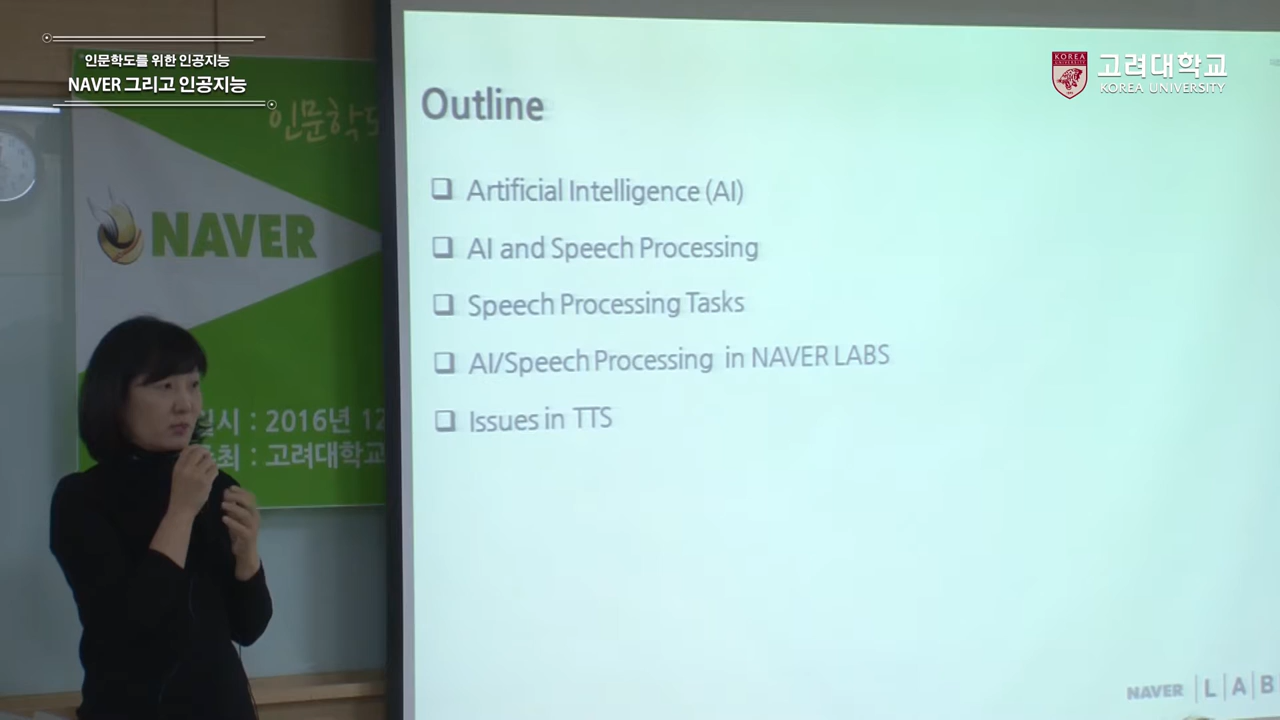 인문학도를 위한 인공지능
NAVER 그리고 인공지능
KOREA
UNIVERSITY
고려대학교
KOREA UNIVERSITY
인문학도
NAVER
일시 : 2016년 12
주최 : 고려대학교
Outline
❑ Artificial Intelligence (AI)
❑ AI and Speech Processing
❑ Speech Processing Tasks
❑ AI/Speech Processing in NAVER LABS
❑ Issues in TTS
NAVER | L | A | B